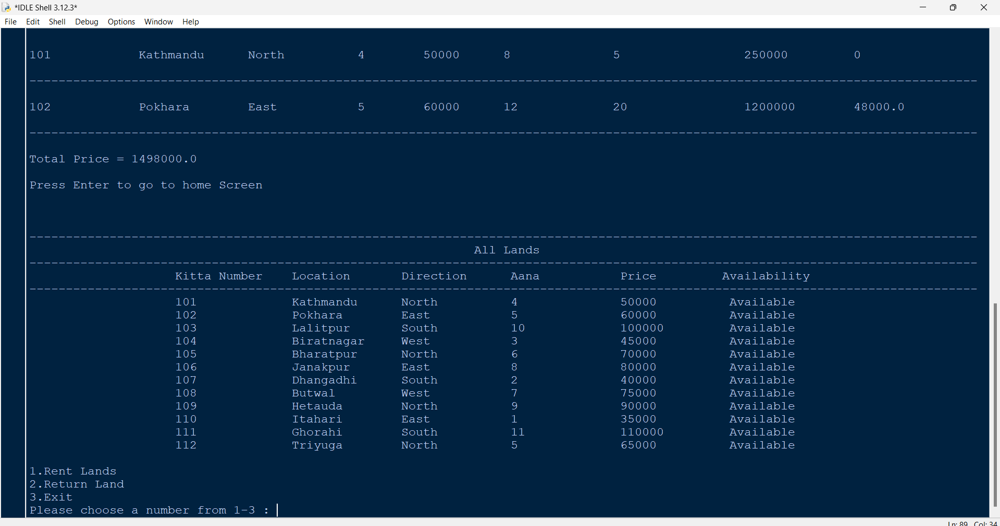 *IDLE Shell 3.12.3*
File Edit Shell Debug Options Window Help
101 Kathmandu North 4 50000 8 5 250000 0
--------------------------------------------------------------------------------
102 Pokhara East 5 60000 12 20 1200000 48000.0
--------------------------------------------------------------------------------
Total Price = 1498000.0
Press Enter to go to home Screen
--------------------------------------------------------------------------------
All Lands
--------------------------------------------------------------------------------
Kitta Number Location Direction Aana Price Availability
--------------------------------------------------------------------------------
101 Kathmandu North 4 50000 Available
102 Pokhara East 5 60000 Available
103 Lalitpur South 10 100000 Available
104 Biratnagar West 3 45000 Available
105 Bharatpur North 6 70000 Available
106 Janakpur East 8 80000 Available
107 Dhangadhi South 2 40000 Available
108 Butwal West 7 75000 Available
109 Hetauda North 9 90000 Available
110 Itahari East 1 35000 Available
111 Ghorahi South 11 110000 Available
112 Triyuga North 5 65000 Available
1.Rent Lands
2.Return Land
3.Exit
Please choose a number from 1-3 :
Ln: 89 Col: 34